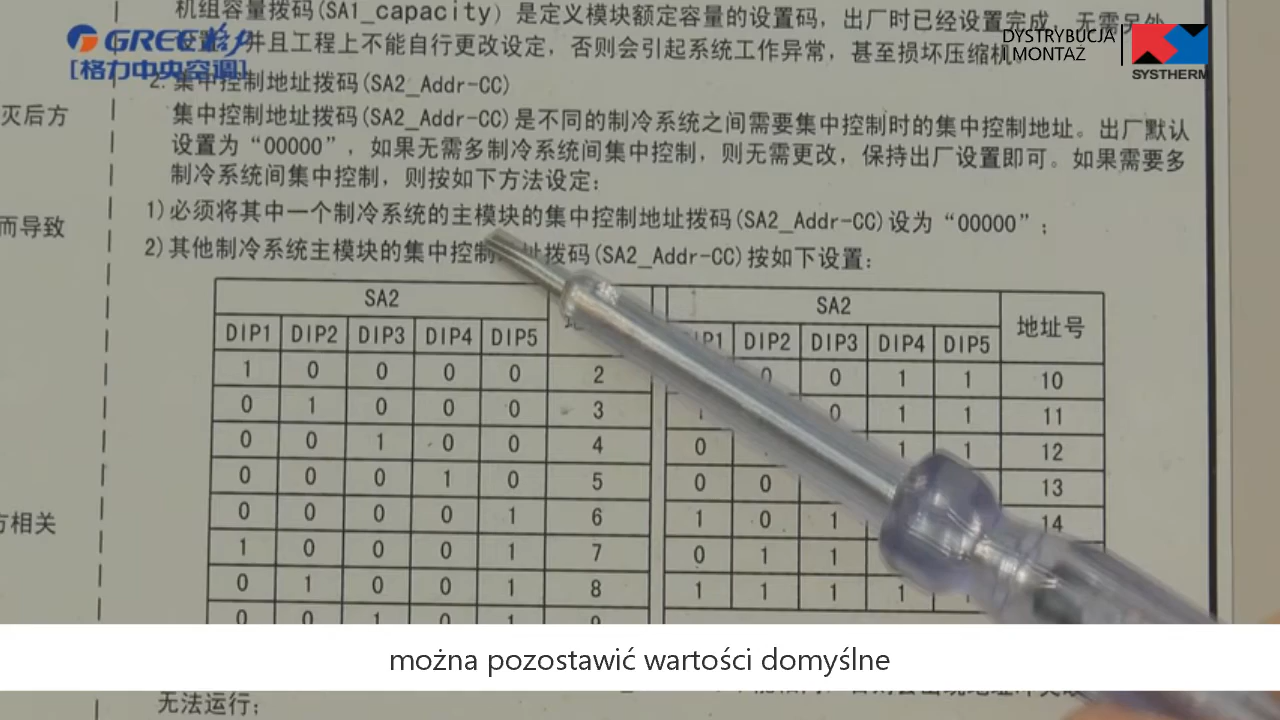 机组容量拨码(SA1_capacity)是定义模块额定容量的设置码，出厂时已经设置完成，无需另外
设置，并且工程上不能自行更改设定，否则会引起系统工作异常，甚至损坏压缩机。
GREE
[格力中央空调]
DYSTRYBUCJA
I MONTAŻ
SYSTHERM
2. 集中控制地址拨码(SA2_Addr-CC)
集中控制地址拨码(SA2_Addr-CC)是不同的制冷系统之间需要集中控制时的集中控制地址。出厂默认
设置为“00000”，如果无需多制冷系统间集中控制，则无需更改，保持出厂设置即可。如果需要多
制冷系统间集中控制，则按如下方法设定：
1)必须将其中一个制冷系统的主模块的集中控制地址拨码(SA2_Addr-CC)设为“00000”；
2)其他制冷系统主模块的集中控制 址拨码(SA2_Addr-CC)按如下设置：
灭后方
而导致
方相关
SA2 SA2 地址号
DIP1 DIP2 DIP3 DIP4 DIP5 DIP2 DIP3 DIP4 DIP5
1 0 0 0 0 2 0 0 1 1 10
0 1 0 0 0 3 0 1 1 11
0 0 1 0 0 4 0 1 1 12
0 0 0 1 0 5 0 0 13
0 0 0 0 1 6 1 0 1 14
1 0 0 0 1 7 0 1 1
0 1 0 0 1 8 1 1 1 1
0 0 1 0 1 9
można pozostawić wartości domyślne
无法运行；